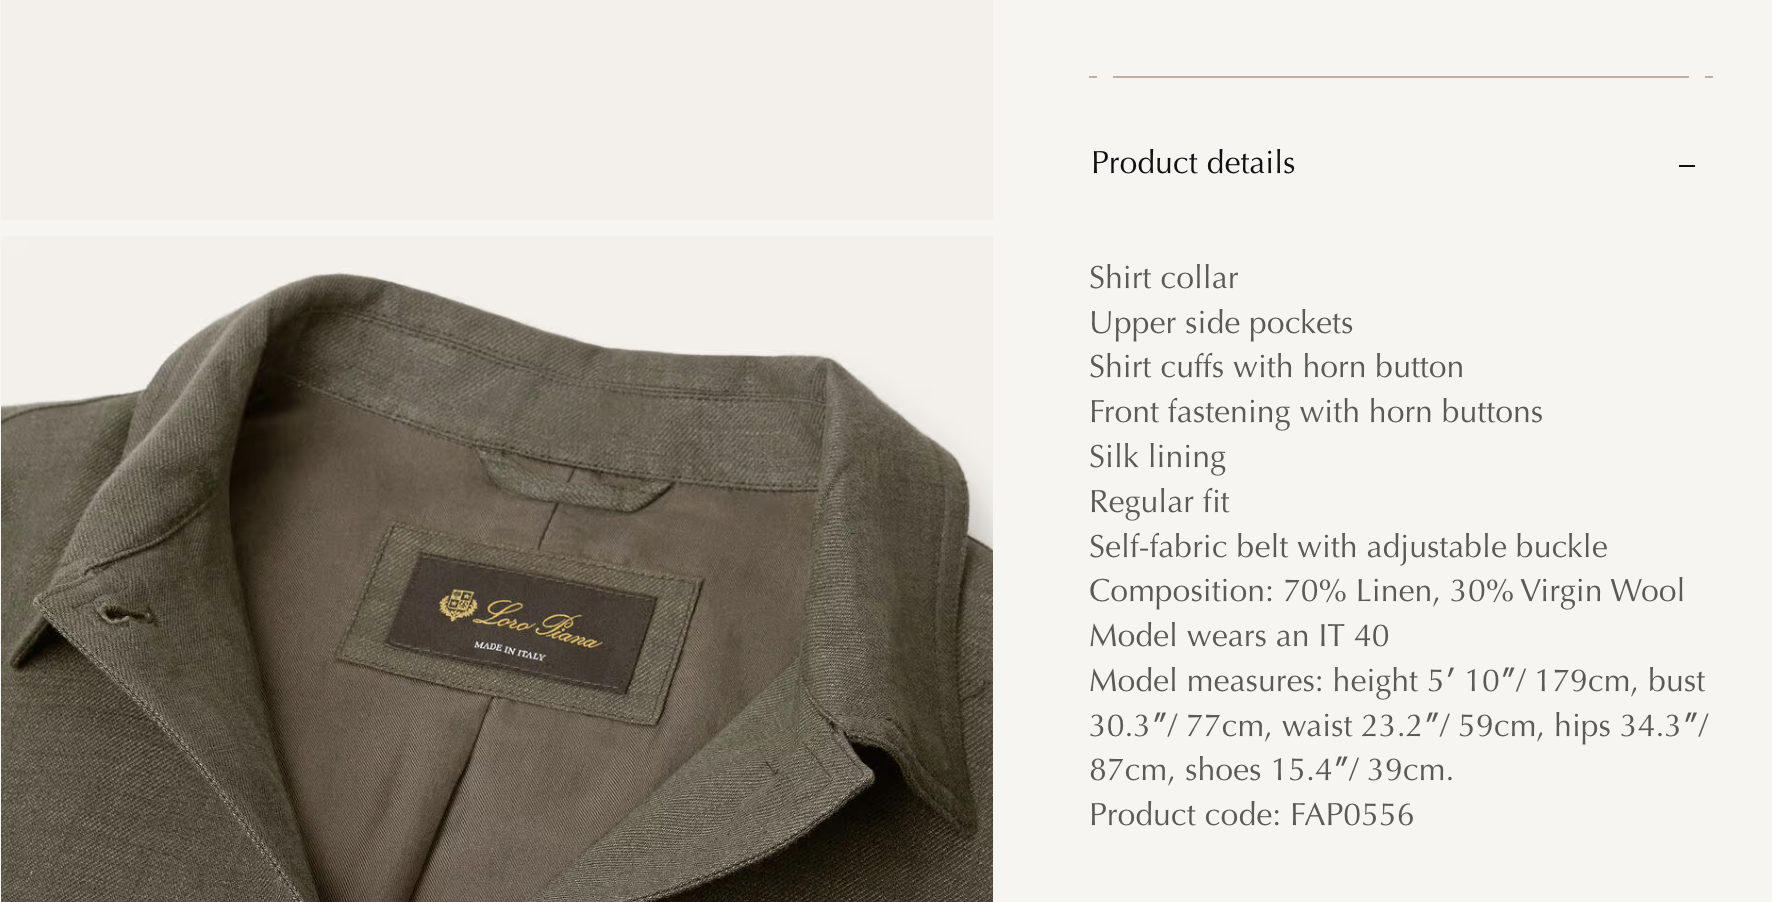 Product details
Shirt collar
Upper side pockets
Shirt cuffs with horn button
Front fastening with horn buttons
Silk lining
Regular fit
Self-fabric belt with adjustable buckle
Composition: 70% Linen, 30% Virgin Wool
Model wears an IT 40
Model measures: height 5′ 10″/ 179cm, bust
30.3″/ 77cm, waist 23.2″/ 59cm, hips 34.3″/
87cm, shoes 15.4″/ 39cm.
Product code: FAP0556
Loro Piana
MADE IN ITALY